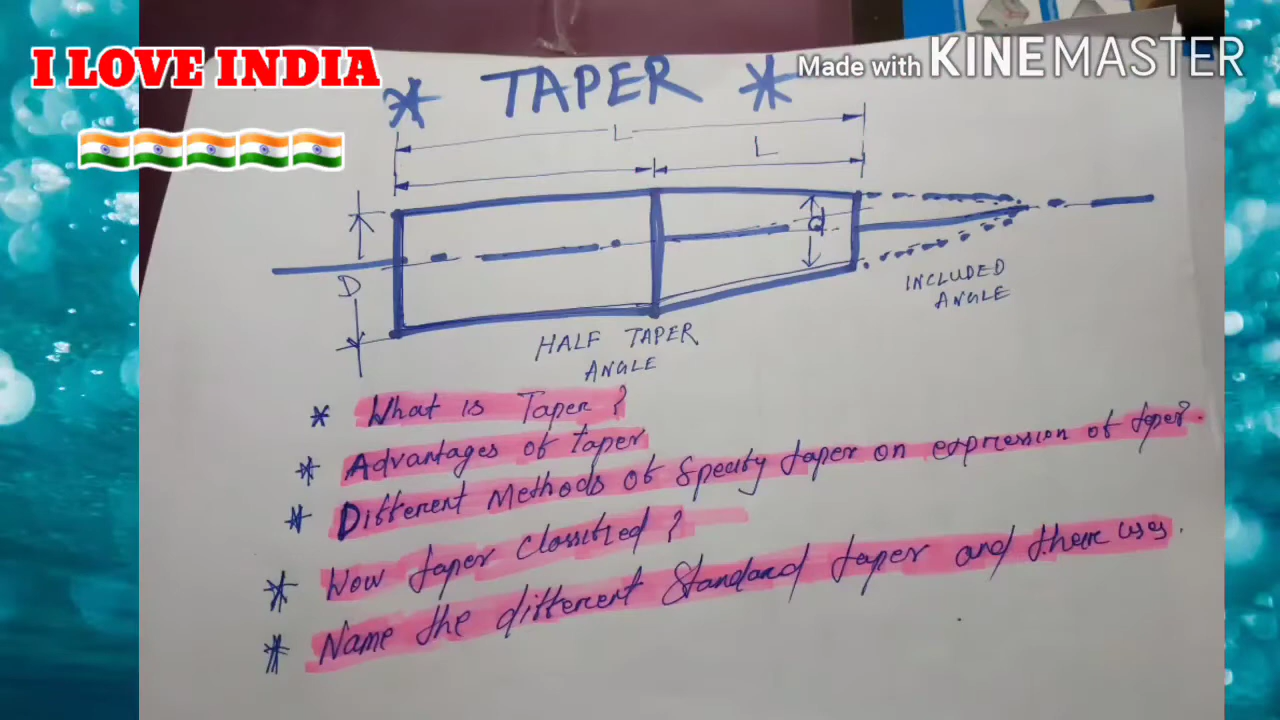 I LOVE INDIA
Made with KINEMASTER
* TAPER *
L
L
D
d
INCLUDED
ANGLE
HALF TAPER
ANGLE
* What is Taper?
* Advantages of taper
* Different Methods of Specify taper on expression of taper?.
* How taper classified?
* Name the different Standard taper and there uses.